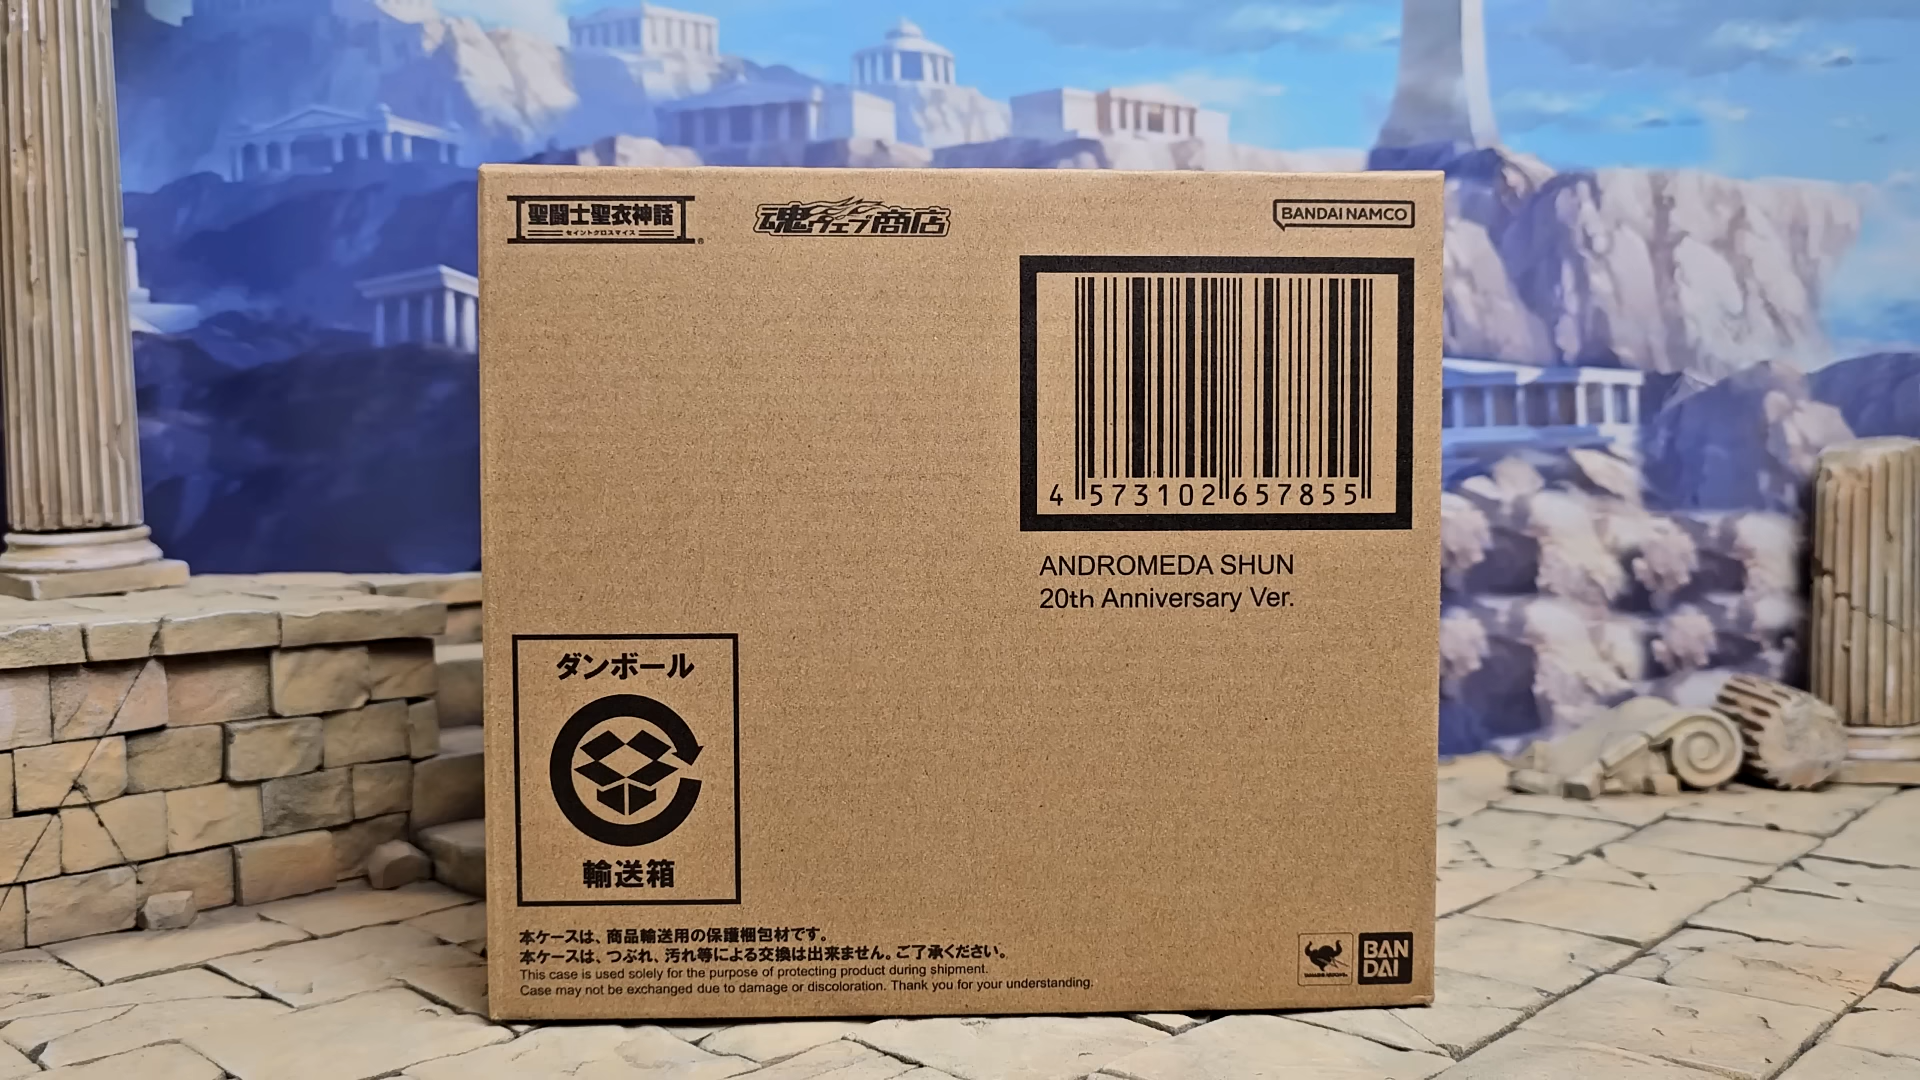 聖闘士聖衣神話
セイントクロスマイス
魂ウェブ商店
BANDAI NAMCO
4 573102 657855
ANDROMEDA SHUN
20th Anniversary Ver.
ダンボール
輸送箱
本ケースは、商品輸送用の保護梱包材です。
本ケースは、つぶれ、汚れ等による交換は出来ません。ご了承ください。
This case is used solely for the purpose of protecting product during shipment.
Case may not be exchanged due to damage or discoloration. Thank you for your understanding.
TAMASHII NATIONS
BAN
DAI